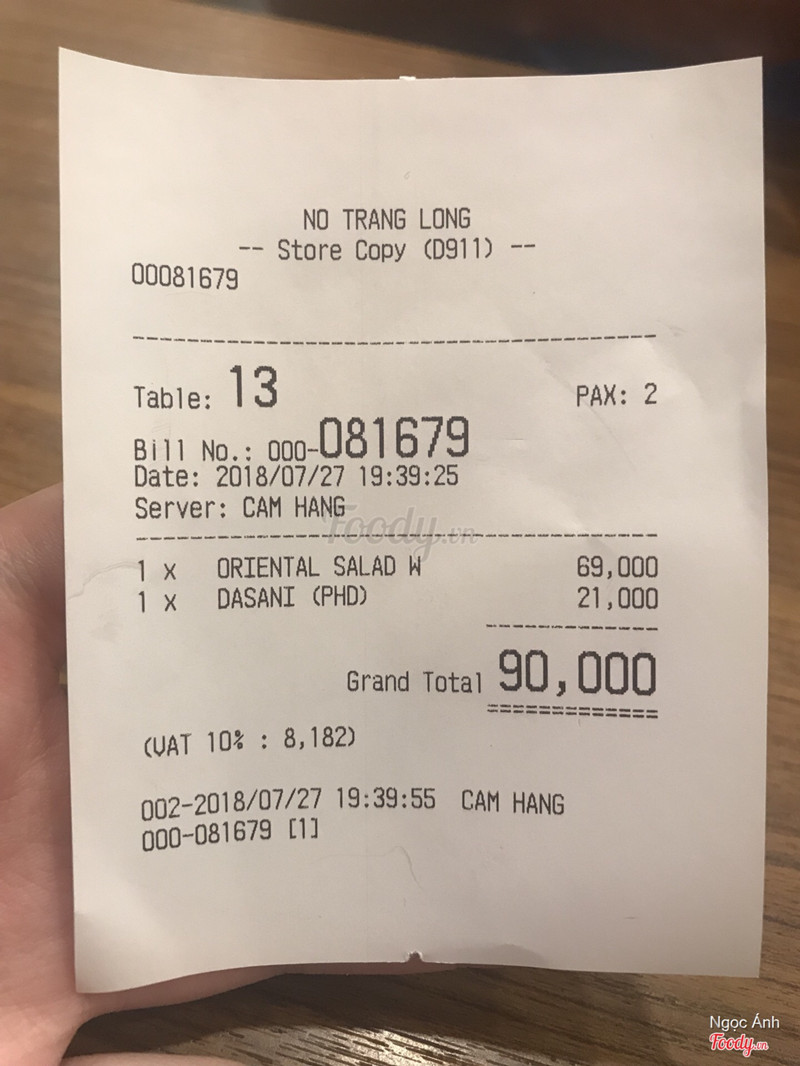 NO TRANG LONG
-- Store Copy (D911) --
00081679
Table: 13 PAX: 2
Bill No.: 000-081679
Date: 2018/07/27 19:39:25
Server: CAM HANG
Foody.vn
1 x ORIENTAL SALAD W 69,000
1 x DASANI (PHD) 21,000
Grand Total 90,000
(VAT 10% : 8,182)
002-2018/07/27 19:39:55 CAM HANG
000-081679 [1]
Ngọc Ánh
Foody.vn